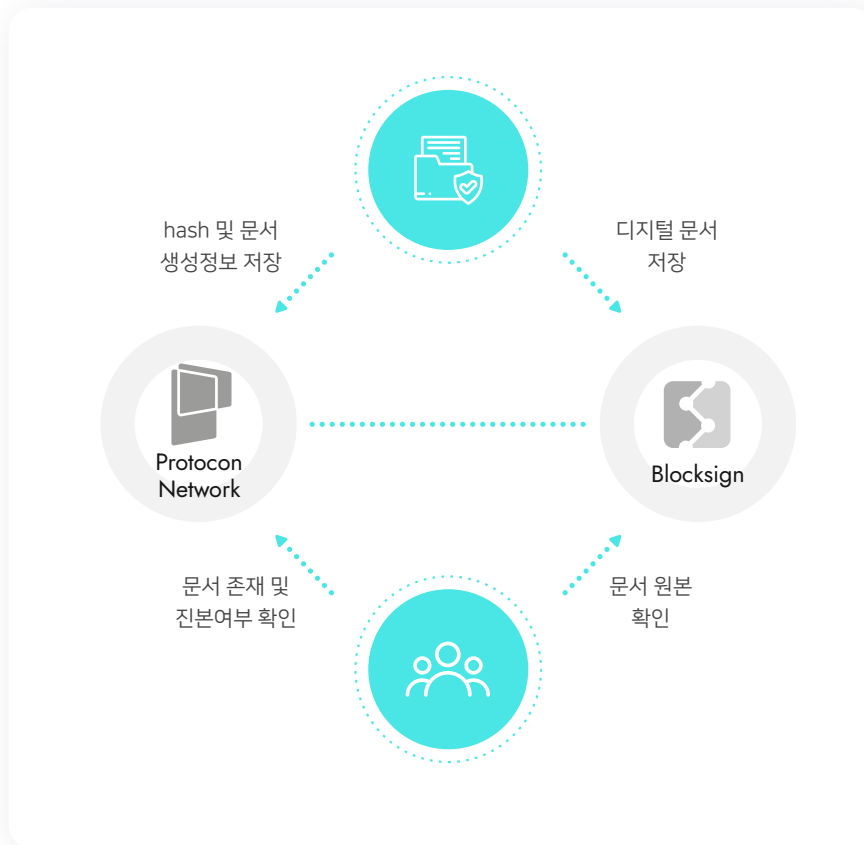 hash 및 문서
생성정보 저장
디지털 문서
저장
Protocon
Network
Blocksign
문서 존재 및
진본여부 확인
문서 원본
확인